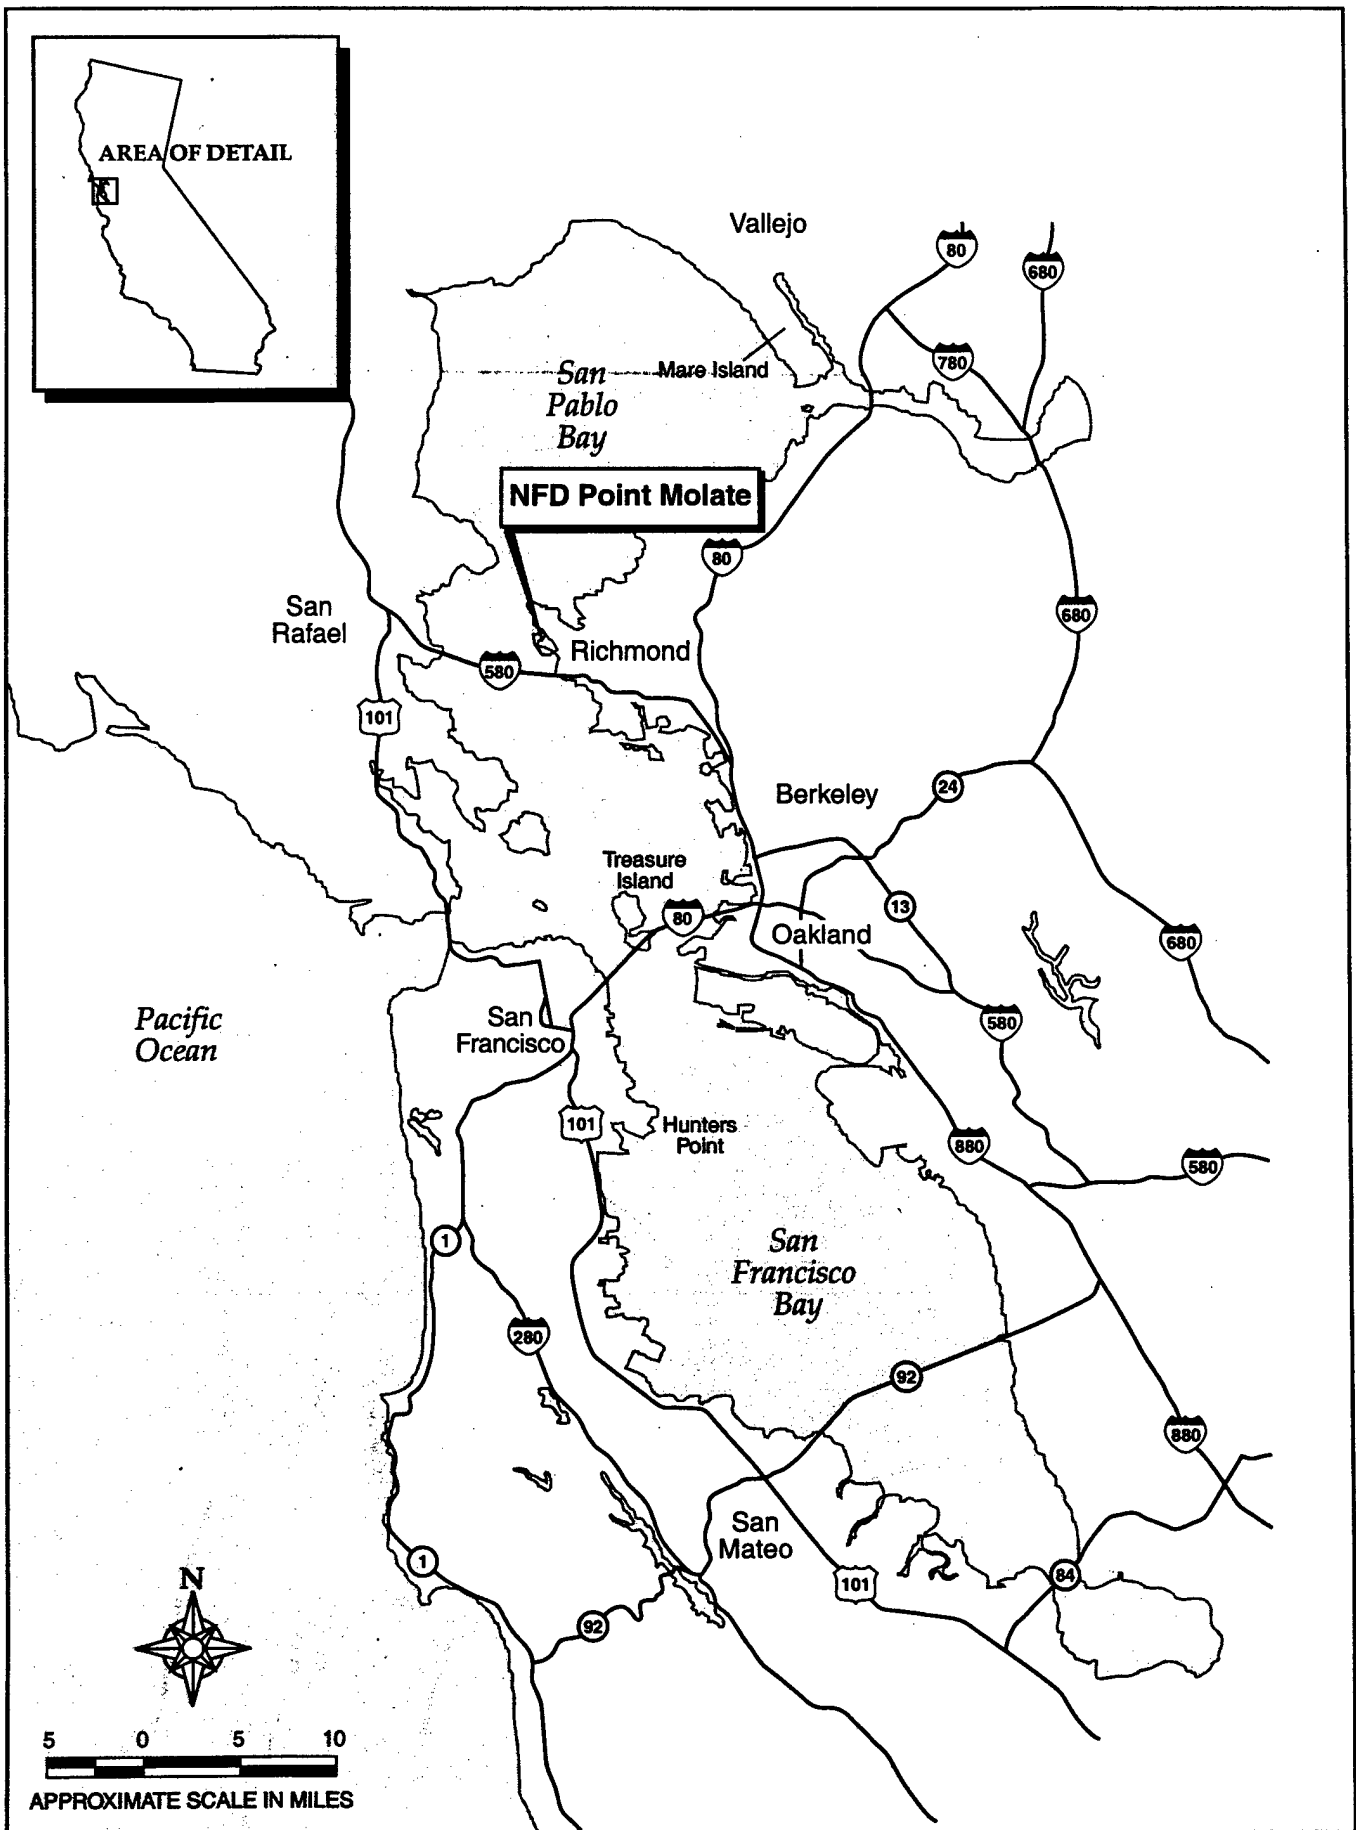 AREA OF DETAIL
Vallejo
80
680
780
Mare Island
San
Pablo
Bay
NFD Point Molate
80
680
San
Rafael
Richmond
580
101
24
Berkeley
Treasure
Island
80
13
Oakland
680
Pacific
Ocean
San
Francisco
580
101
Hunters
Point
880
580
1
San
Francisco
Bay
280
92
880
San
Mateo
1
101
84
N
92
5 0 5 10
APPROXIMATE SCALE IN MILES